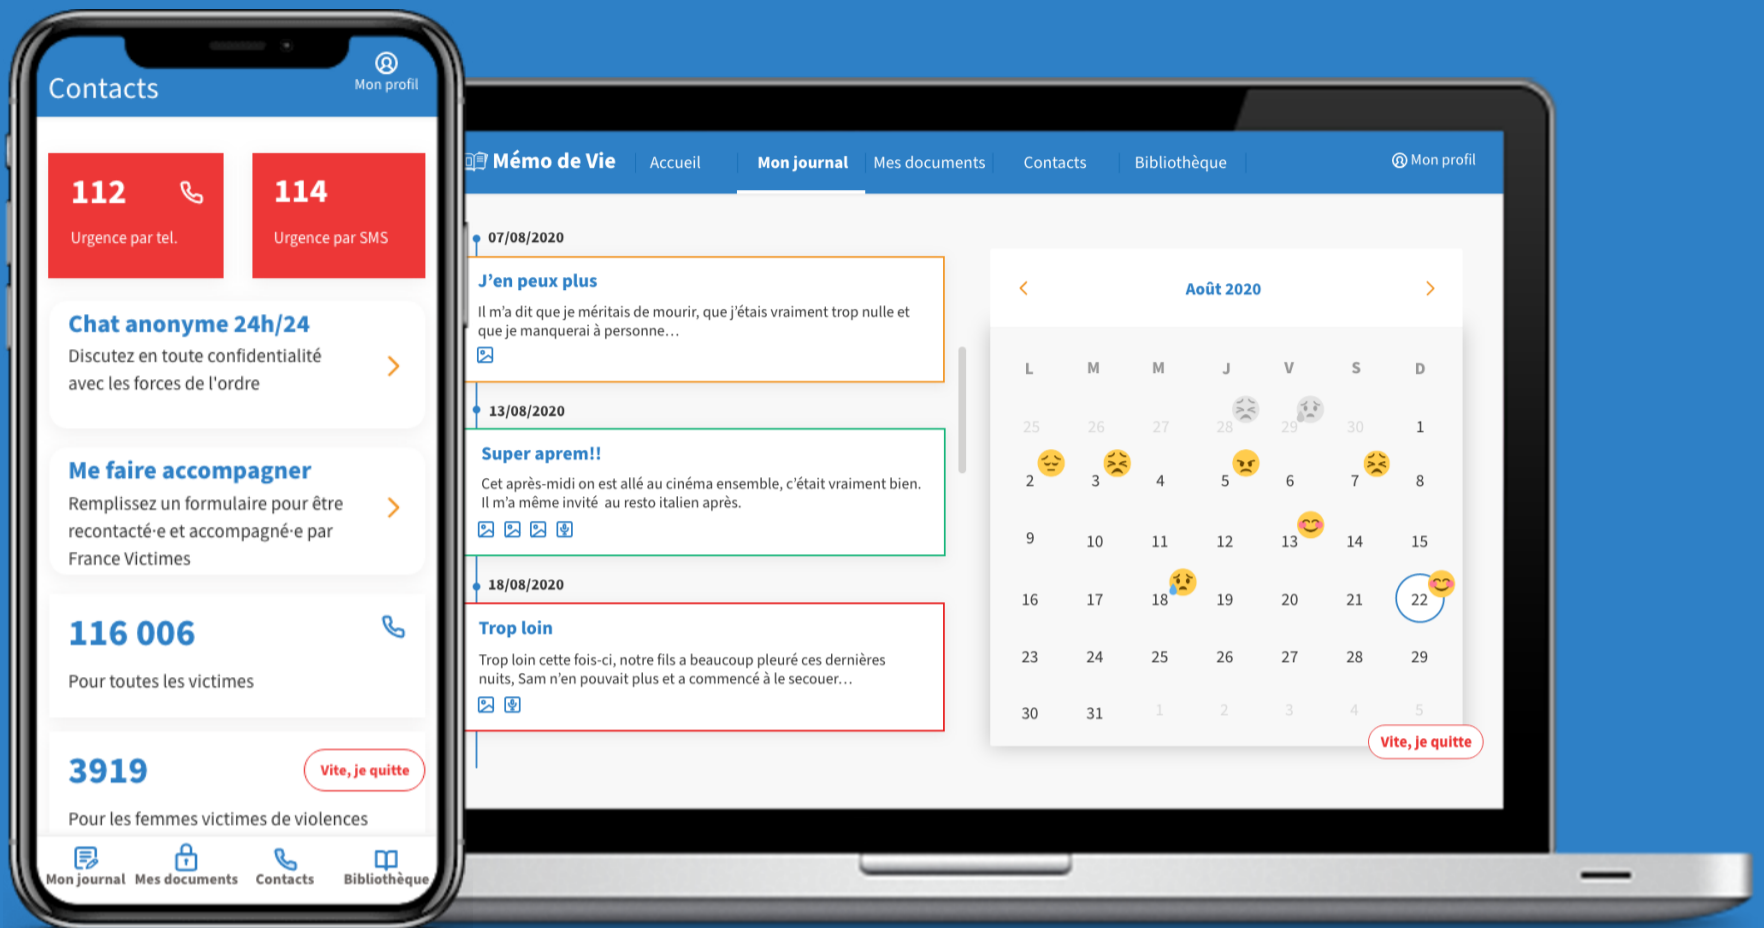 Contacts
Mon profil
112
Urgence par tel.
114
Urgence par SMS
Chat anonyme 24h/24
Discutez en toute confidentialité
avec les forces de l'ordre
Me faire accompagner
Remplissez un formulaire pour être
recontacté·e et accompagné·e par
France Victimes
116 006
Pour toutes les victimes
3919
Vite, je quitte
Pour les femmes victimes de violences
Mon journal
Mes documents
Contacts
Bibliothèque
Mémo de Vie
Accueil
Mon journal
Mes documents
Contacts
Bibliothèque
Mon profil
07/08/2020
J’en peux plus
Il m’a dit que je méritais de mourir, que j’étais vraiment trop nulle et
que je manquerai à personne…
13/08/2020
Super aprem!!
Cet après-midi on est allé au cinéma ensemble, c’était vraiment bien.
Il m’a même invité au resto italien après.
18/08/2020
Trop loin
Trop loin cette fois-ci, notre fils a beaucoup pleuré ces dernières
nuits, Sam n’en pouvait plus et a commencé à le secouer…
Août 2020
L M M J V S D
25 26 27 28 29 30 1
2 3 4 5 6 7 8
9 10 11 12 13 14 15
16 17 18 19 20 21 22
23 24 25 26 27 28 29
30 31 1 2 3 4 5
Vite, je quitte